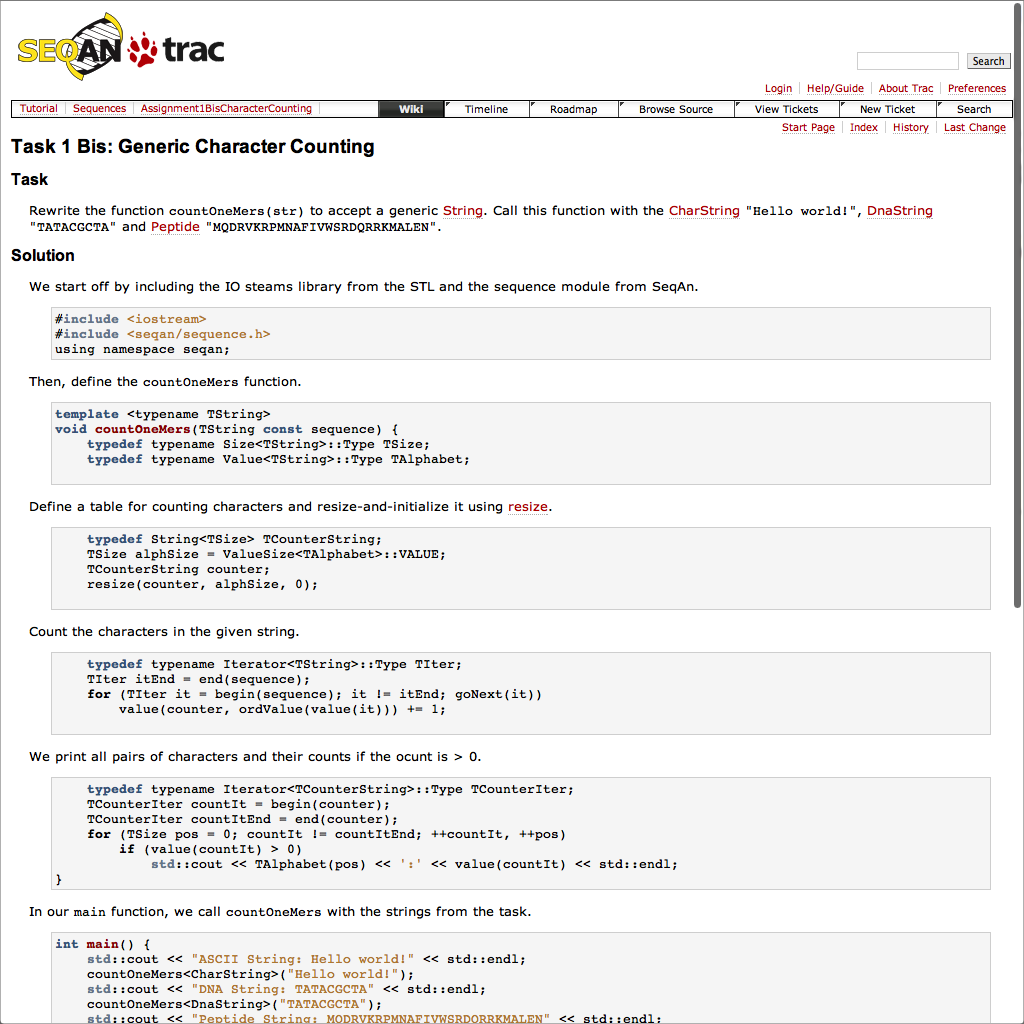 SEQAN trac
Search
Login Help/Guide About Trac Preferences
Tutorial Sequences Assignment1BisCharacterCounting Wiki Timeline Roadmap Browse Source View Tickets New Ticket Search
Start Page Index History Last Change
Task 1 Bis: Generic Character Counting
Task
Rewrite the function countOneMers(str) to accept a generic String. Call this function with the CharString "Hello world!", DnaString
"TATACGCTA" and Peptide "MQDRVKRPMNAFIVWSRDQRRKMALEN".
Solution
We start off by including the IO steams library from the STL and the sequence module from SeqAn.
#include <iostream>
#include <seqan/sequence.h>
using namespace seqan;
Then, define the countOneMers function.
template <typename TString>
void countOneMers(TString const sequence) {
typedef typename Size<TString>::Type TSize;
typedef typename Value<TString>::Type TAlphabet;
Define a table for counting characters and resize-and-initialize it using resize.
typedef String<TSize> TCounterString;
TSize alphSize = ValueSize<TAlphabet>::VALUE;
TCounterString counter;
resize(counter, alphSize, 0);
Count the characters in the given string.
typedef typename Iterator<TString>::Type TIter;
TIter itEnd = end(sequence);
for (TIter it = begin(sequence); it != itEnd; goNext(it))
value(counter, ordValue(value(it))) += 1;
We print all pairs of characters and their counts if the ocunt is > 0.
typedef typename Iterator<TCounterString>::Type TCounterIter;
TCounterIter countIt = begin(counter);
TCounterIter countItEnd = end(counter);
for (TSize pos = 0; countIt != countItEnd; ++countIt, ++pos)
if (value(countIt) > 0)
std::cout << TAlphabet(pos) << ':' << value(countIt) << std::endl;
}
In our main function, we call countOneMers with the strings from the task.
int main() {
std::cout << "ASCII String: Hello world!" << std::endl;
countOneMers<CharString>("Hello world!");
std::cout << "DNA String: TATACGCTA" << std::endl;
countOneMers<DnaString>("TATACGCTA");
std::cout << "Peptide String: MQDRVKRPMNAFIVWSRDQRRKMALEN" << std::endl;